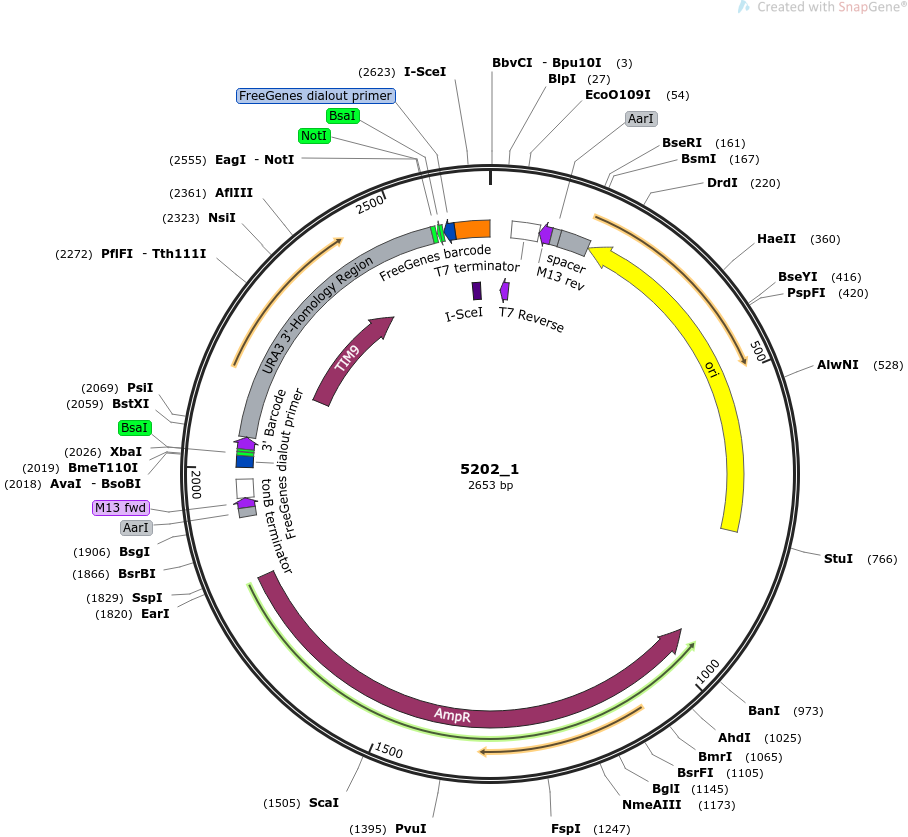 Created with SnapGene®
(2623) I-SceI
BbvCI - Bpu10I (3)
BlpI (27)
EcoO109I (54)
AarI
BseRI (161)
BsmI (167)
DrdI (220)
HaeII (360)
BseYI (416)
PspFI (420)
AlwNI (528)
StuI (766)
BanI (973)
AhdI (1025)
BmrI (1065)
BsrFI (1105)
BglI (1145)
NmeAIII (1173)
FspI (1247)
(1395) PvuI
(1505) ScaI
(1820) EarI
(1829) SspI
(1866) BsrBI
(1906) BsgI
AarI
M13 fwd
(2018) AvaI - BsoBI
(2019) BmeT110I
(2026) XbaI
BsaI
(2059) BstXI
(2069) PsiI
(2272) PflFI - Tth111I
(2323) NsiI
(2361) AflIII
(2555) EagI - NotI
NotI
BsaI
FreeGenes dialout primer
500
1000
1500
2000
2500
FreeGenes barcode
T7 terminator
M13 rev
spacer
I-SceI
T7 Reverse
ori
URA3 3'-Homology Region
TIM9
3' Barcode
FreeGenes dialout primer
tonB terminator
AmpR
5202_1
2653 bp